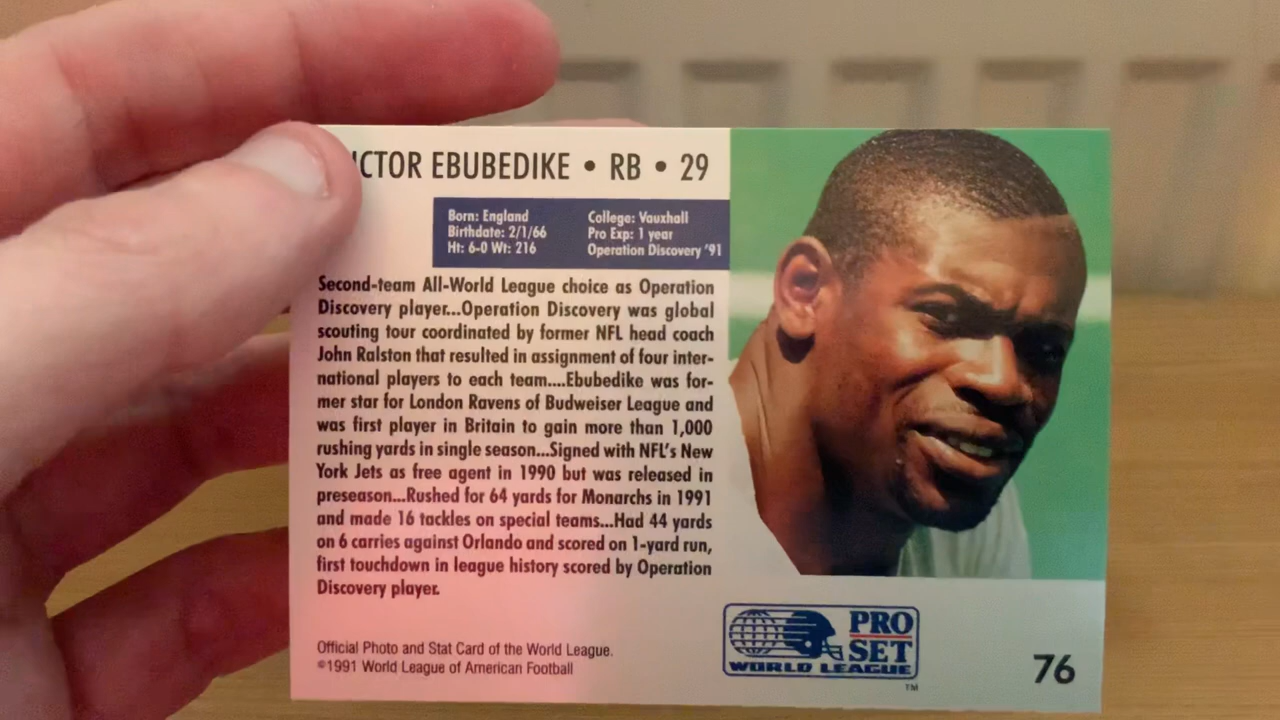 ICTOR EBUBEDIKE • RB • 29
Born: England
Birthdate: 2/1/66
Ht: 6-0 Wt: 216
College: Vauxhall
Pro Exp: 1 year
Operation Discovery '91
Second-team All-World League choice as Operation
Discovery player...Operation Discovery was global
scouting tour coordinated by former NFL head coach
John Ralston that resulted in assignment of four inter-
national players to each team....Ebubedike was for-
mer star for London Ravens of Budweiser League and
was first player in Britain to gain more than 1,000
rushing yards in single season...Signed with NFL's New
York Jets as free agent in 1990 but was released in
preseason...Rushed for 64 yards for Monarchs in 1991
and made 16 tackles on special teams...Had 44 yards
on 6 carries against Orlando and scored on 1-yard run,
first touchdown in league history scored by Operation
Discovery player.
Official Photo and Stat Card of the World League.
©1991 World League of American Football
PRO
SET
WORLD LEAGUE
TM
76